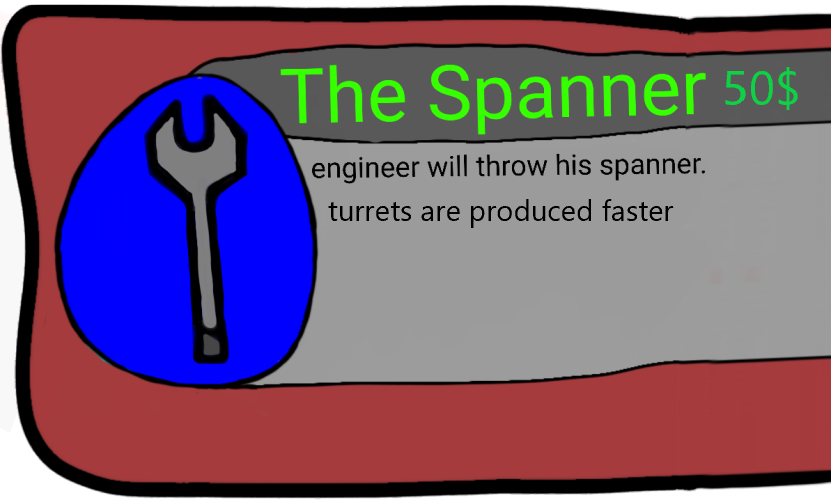 The Spanner 50$
engineer will throw his spanner.
turrets are produced faster